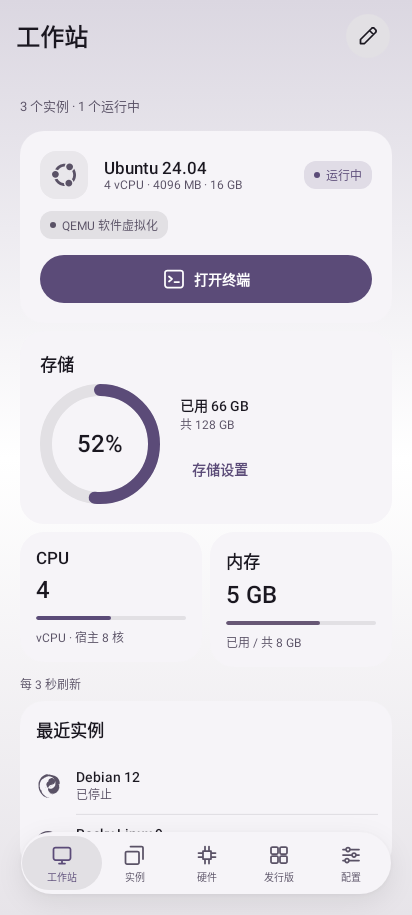 工作站
3 个实例 · 1 个运行中
Ubuntu 24.04
4 vCPU · 4096 MB · 16 GB
运行中
QEMU 软件虚拟化
打开终端
存储
52%
已用 66 GB
共 128 GB
存储设置
CPU
4
vCPU · 宿主 8 核
内存
5 GB
已用 / 共 8 GB
每 3 秒刷新
最近实例
Debian 12
已停止
工作站
实例
硬件
发行版
配置